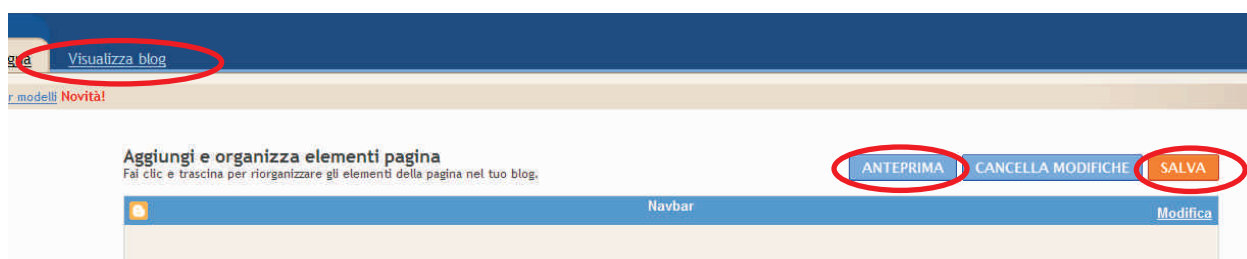 Visualizza blog
r modelli Novità!
Aggiungi e organizza elementi pagina
Fai clic e trascina per riorganizzare gli elementi della pagina nel tuo blog.
ANTEPRIMA CANCELLA MODIFICHE SALVA
Navbar
Modifica